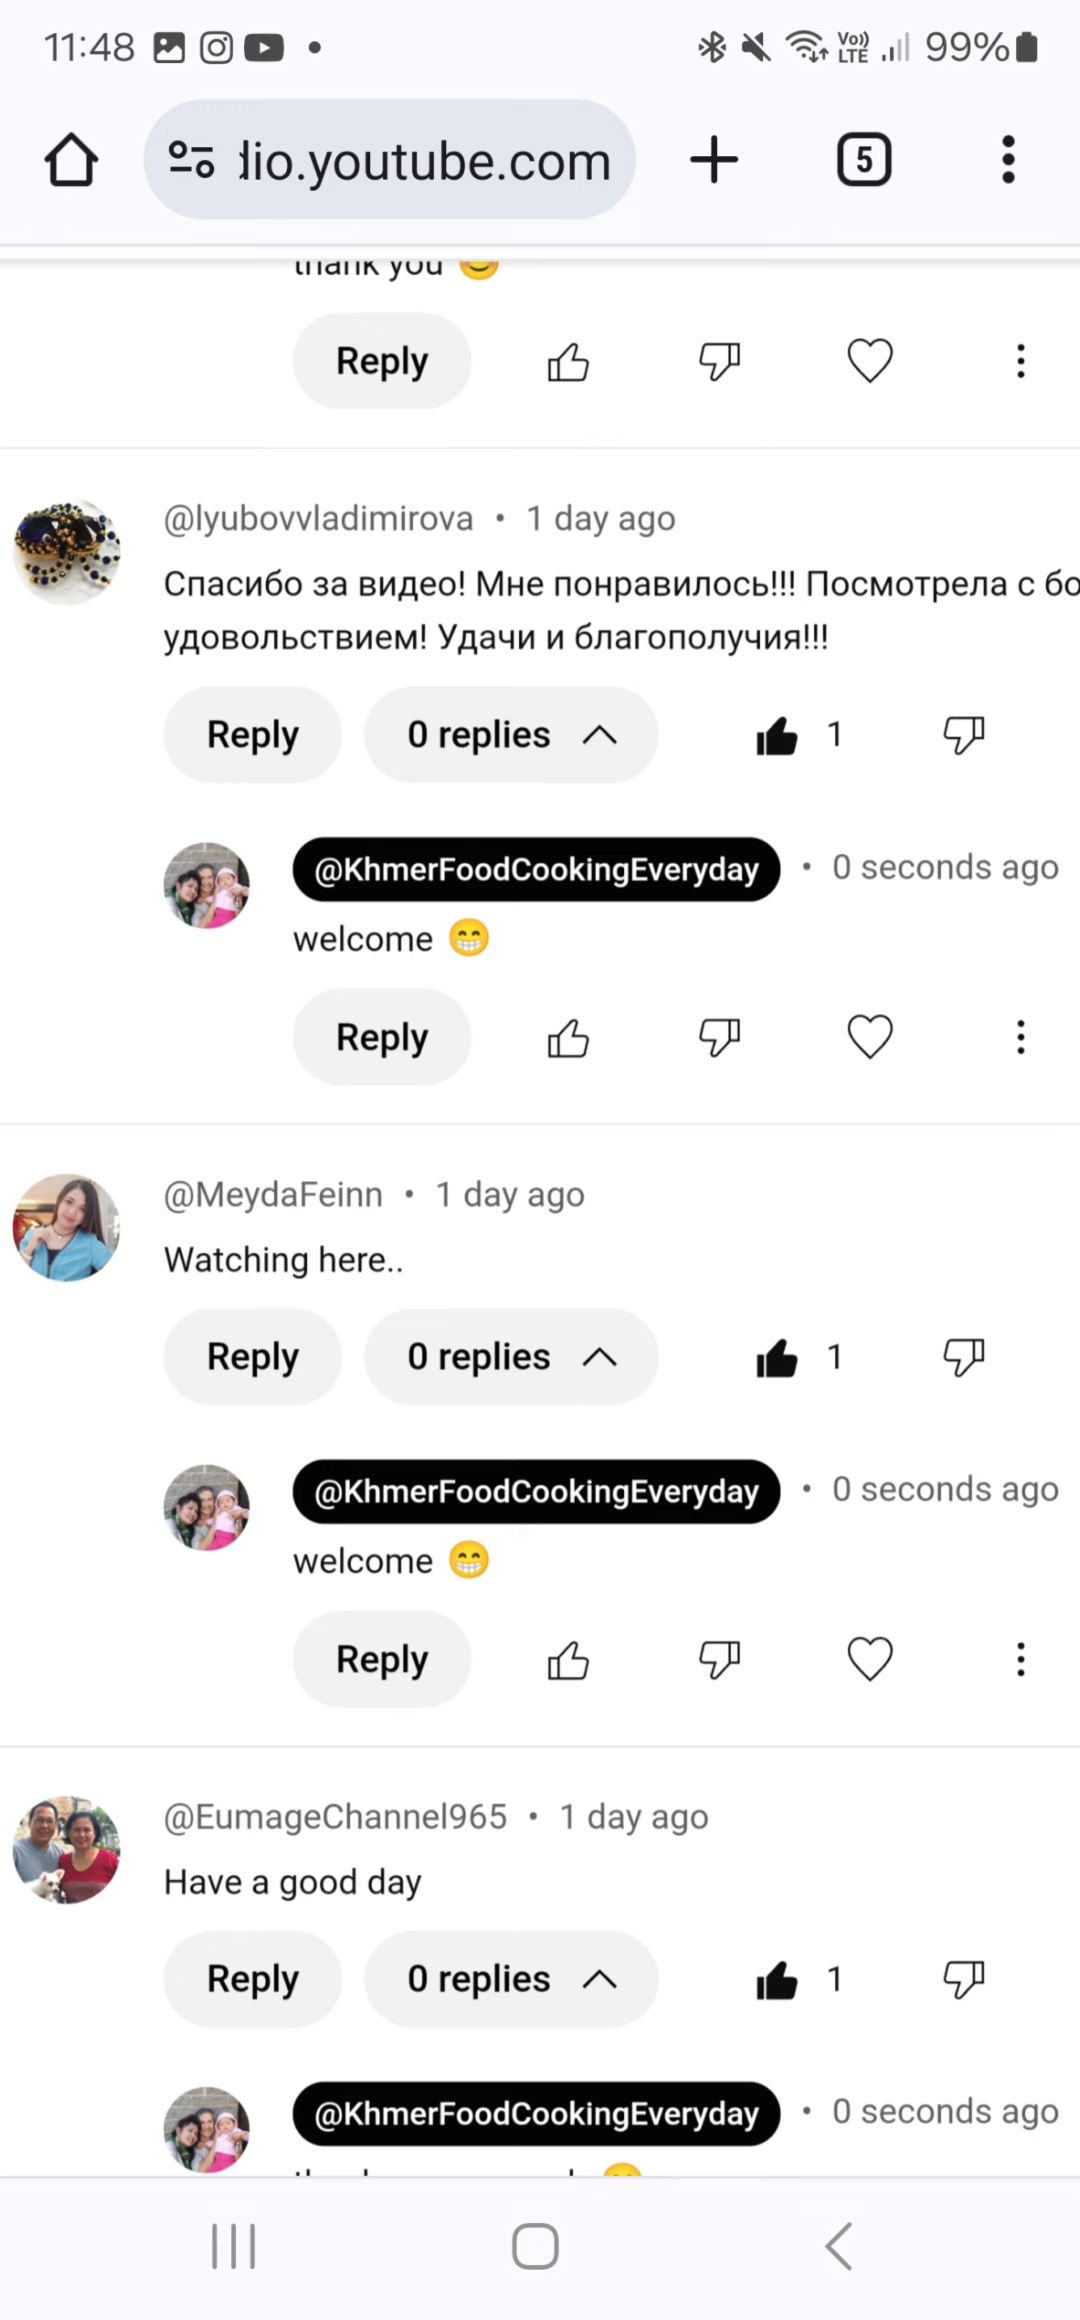 11:48 Vo)) LTE 99%
lio.youtube.com 5
thank you 😊
Reply
@lyubovvladimirova • 1 day ago
Спасибо за видео! Мне понравилось!!! Посмотрела с бо
удовольствием! Удачи и благополучия!!!
Reply 0 replies 1
@KhmerFoodCookingEveryday • 0 seconds ago
welcome 😁
Reply
@MeydaFeinn • 1 day ago
Watching here..
Reply 0 replies 1
@KhmerFoodCookingEveryday • 0 seconds ago
welcome 😁
Reply
@EumageChannel965 • 1 day ago
Have a good day
Reply 0 replies 1
@KhmerFoodCookingEveryday • 0 seconds ago